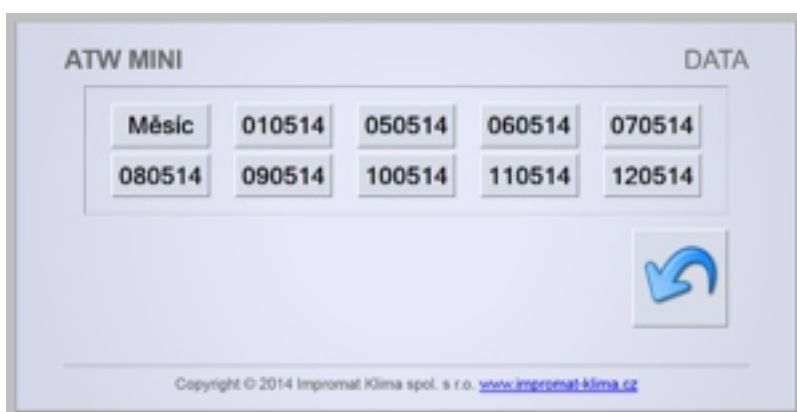 ATW MINI DATA
Měsíc 010514 050514 060514 070514
080514 090514 100514 110514 120514
Copyright © 2014 Impromat Klima spol. s r.o. www.impromat-klima.cz